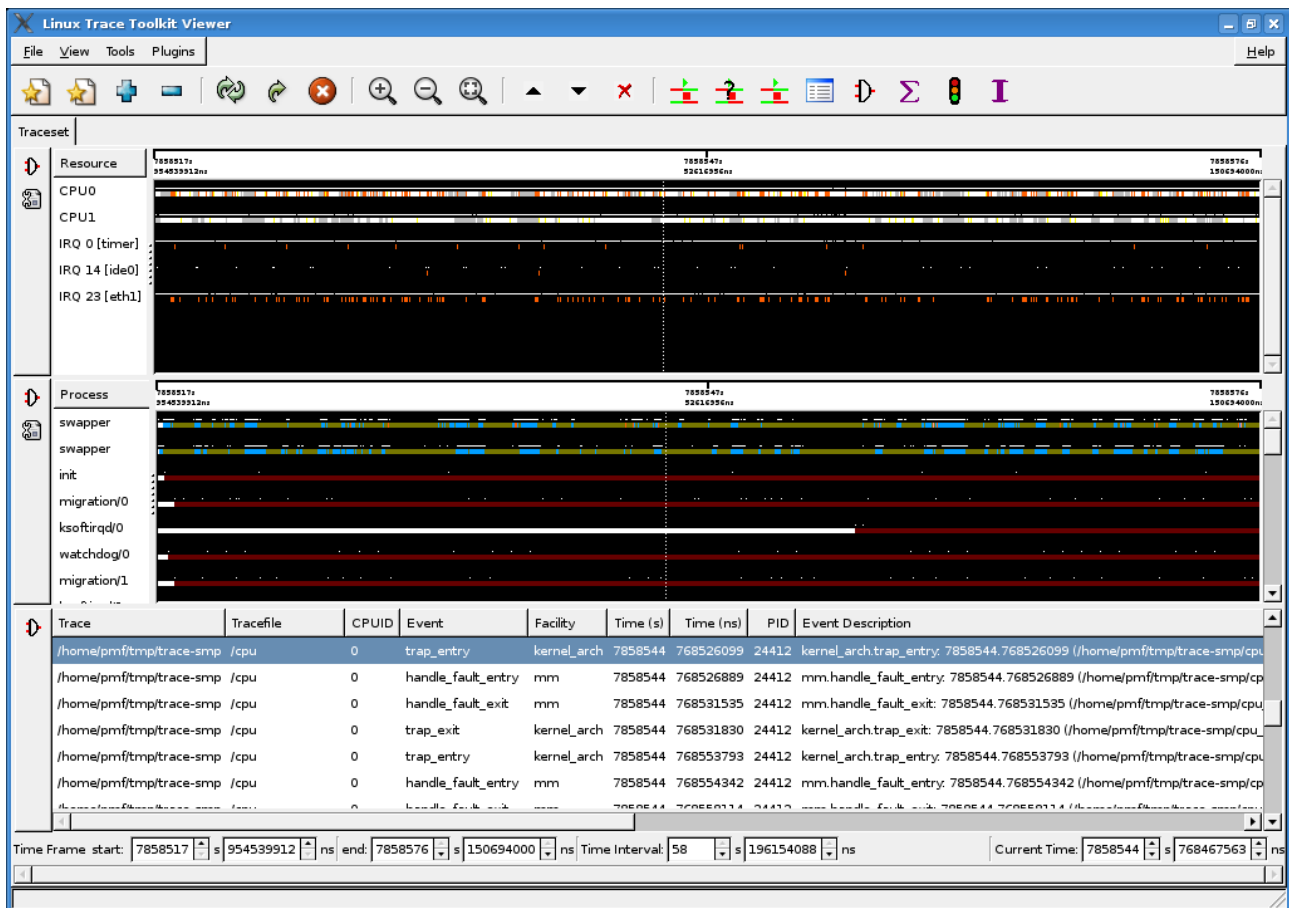 Linux Trace Toolkit Viewer
File View Tools Plugins Help
Traceset
Resource
7858517s 7858547s 7858576s
954539912ns 52616956ns 150694000ns
CPU0
CPU1
IRQ 0 [timer]
IRQ 14 [ide0]
IRQ 23 [eth1]
Process
7858517s 7858547s 7858576s
954539912ns 52616956ns 150694000ns
swapper
swapper
init
migration/0
ksoftirqd/0
watchdog/0
migration/1
Trace Tracefile CPUID Event Facility Time (s) Time (ns) PID Event Description
/home/pmf/tmp/trace-smp /cpu 0 trap_entry kernel_arch 7858544 768526099 24412 kernel_arch.trap_entry: 7858544.768526099 (/home/pmf/tmp/trace-smp/cpu
/home/pmf/tmp/trace-smp /cpu 0 handle_fault_entry mm 7858544 768526889 24412 mm.handle_fault_entry: 7858544.768526889 (/home/pmf/tmp/trace-smp/cp
/home/pmf/tmp/trace-smp /cpu 0 handle_fault_exit mm 7858544 768531535 24412 mm.handle_fault_exit: 7858544.768531535 (/home/pmf/tmp/trace-smp/cpu_
/home/pmf/tmp/trace-smp /cpu 0 trap_exit kernel_arch 7858544 768531830 24412 kernel_arch.trap_exit: 7858544.768531830 (/home/pmf/tmp/trace-smp/cpu_
/home/pmf/tmp/trace-smp /cpu 0 trap_entry kernel_arch 7858544 768553793 24412 kernel_arch.trap_entry: 7858544.768553793 (/home/pmf/tmp/trace-smp/cpu
/home/pmf/tmp/trace-smp /cpu 0 handle_fault_entry mm 7858544 768554342 24412 mm.handle_fault_entry: 7858544.768554342 (/home/pmf/tmp/trace-smp/cp
Time Frame start: 7858517 s 954539912 ns end: 7858576 s 150694000 ns Time Interval: 58 s 196154088 ns Current Time: 7858544 s 768467563 ns